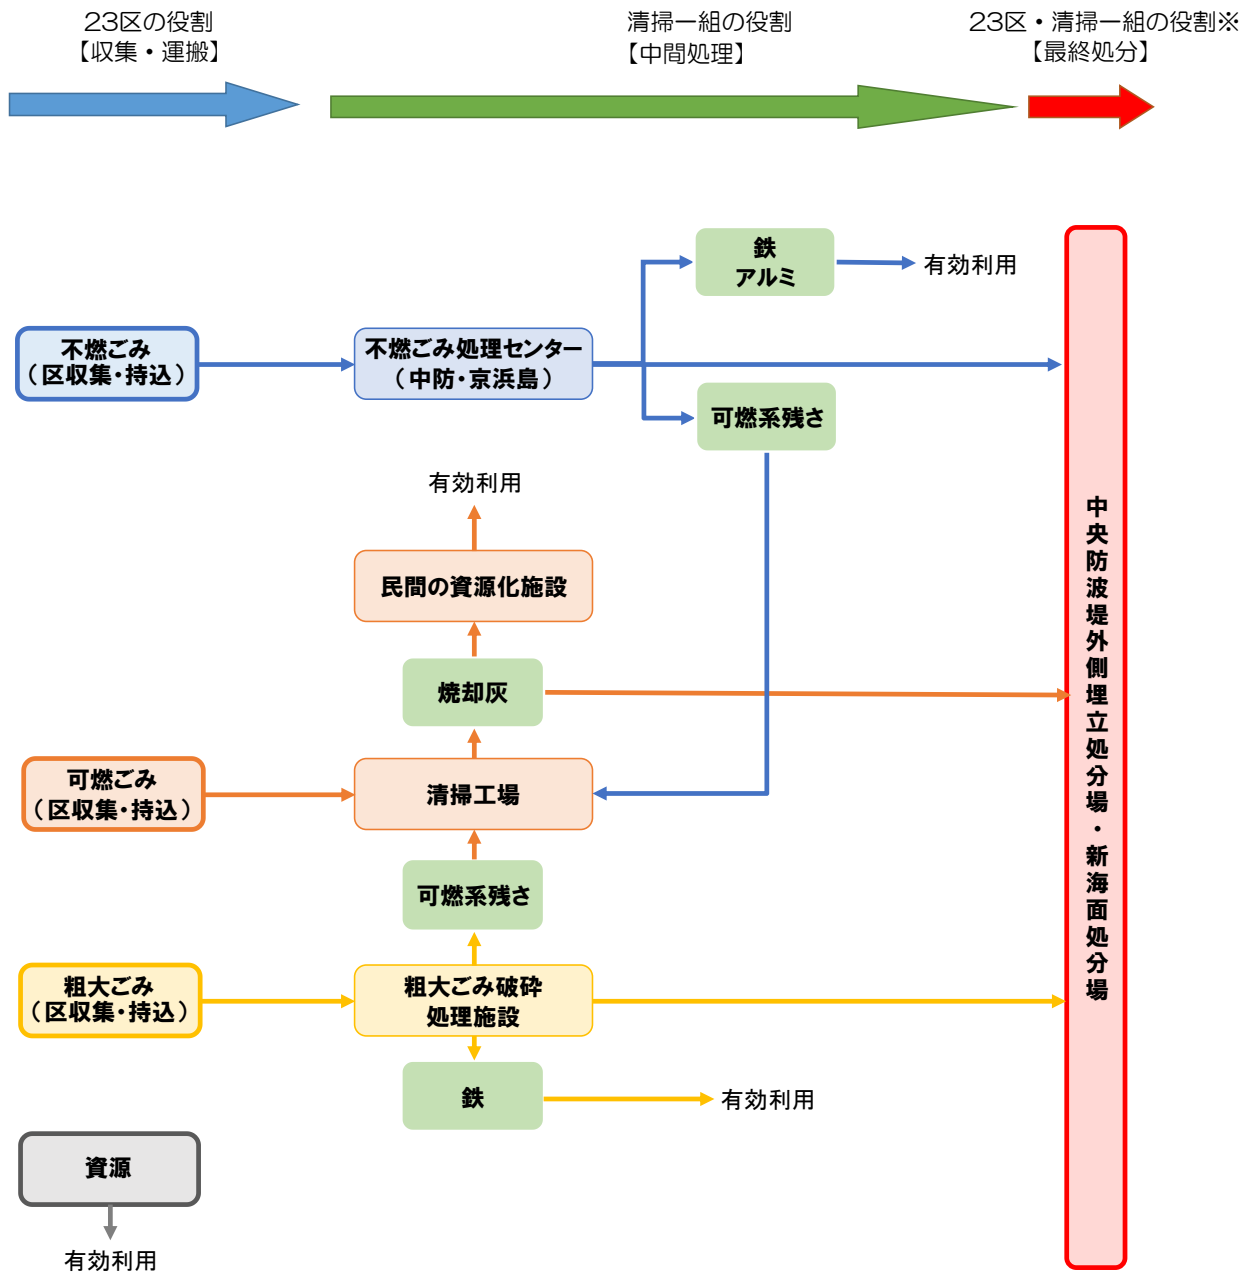 23区の役割
【収集・運搬】
清掃一組の役割
【中間処理】
23区・清掃一組の役割※
【最終処分】
鉄
アルミ
有効利用
不燃ごみ
(区収集・持込)
不燃ごみ処理センター
(中防・京浜島)
可燃系残さ
有効利用
民間の資源化施設
焼却灰
可燃ごみ
(区収集・持込)
清掃工場
可燃系残さ
粗大ごみ
(区収集・持込)
粗大ごみ破砕
処理施設
鉄
有効利用
資源
有効利用
中央防波堤外側埋立処分場・新海面処分場